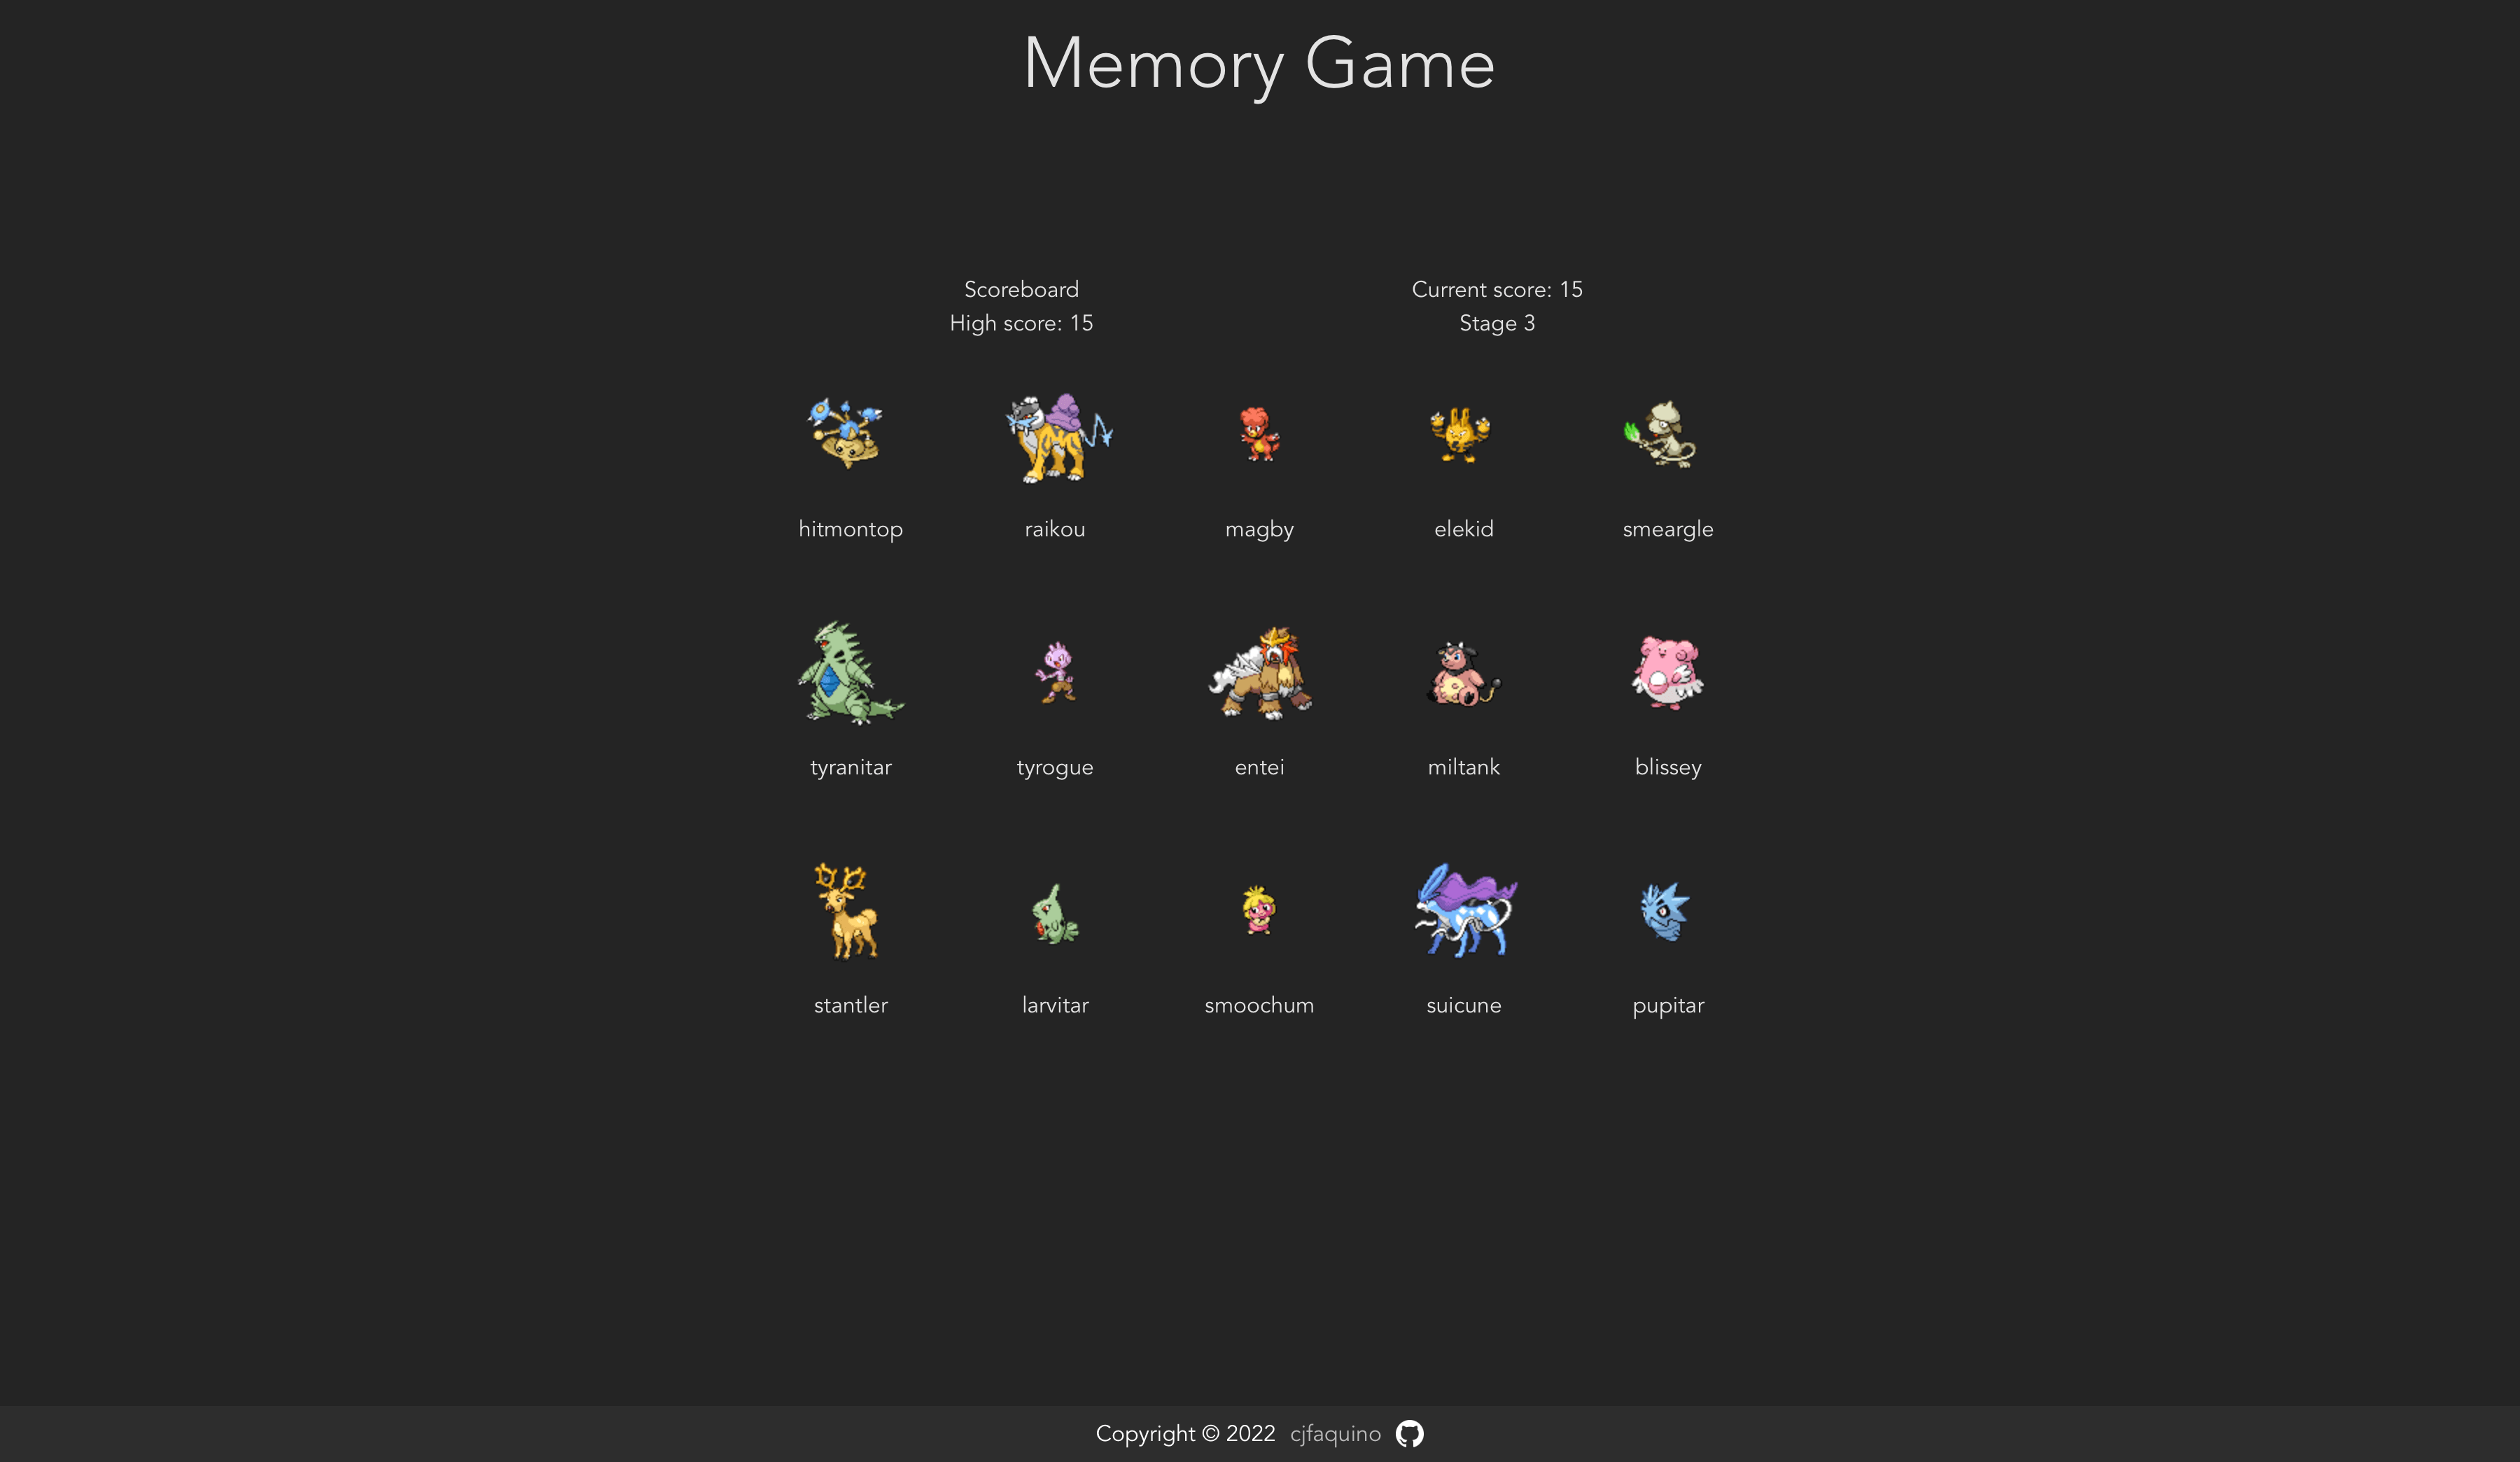 Memory Game
Scoreboard
High score: 15
Current score: 15
Stage 3
hitmontop
raikou
magby
elekid
smeargle
tyranitar
tyrogue
entei
miltank
blissey
stantler
larvitar
smoochum
suicune
pupitar
Copyright © 2022 cjfaquino